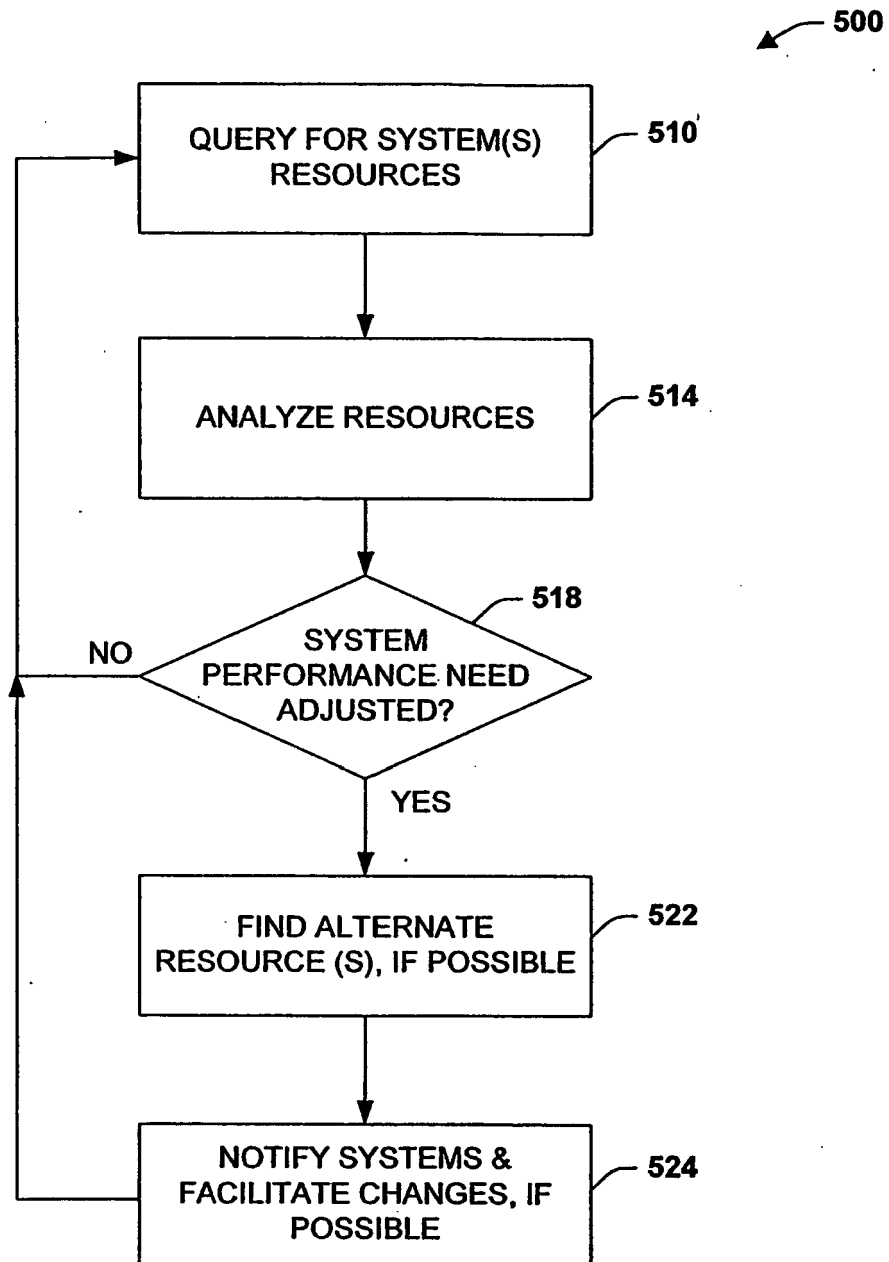 500
QUERY FOR SYSTEM(S)
RESOURCES
510
ANALYZE RESOURCES
514
518
SYSTEM
PERFORMANCE NEED
ADJUSTED?
NO
YES
FIND ALTERNATE
RESOURCE (S), IF POSSIBLE
522
NOTIFY SYSTEMS &
FACILITATE CHANGES, IF
POSSIBLE
524